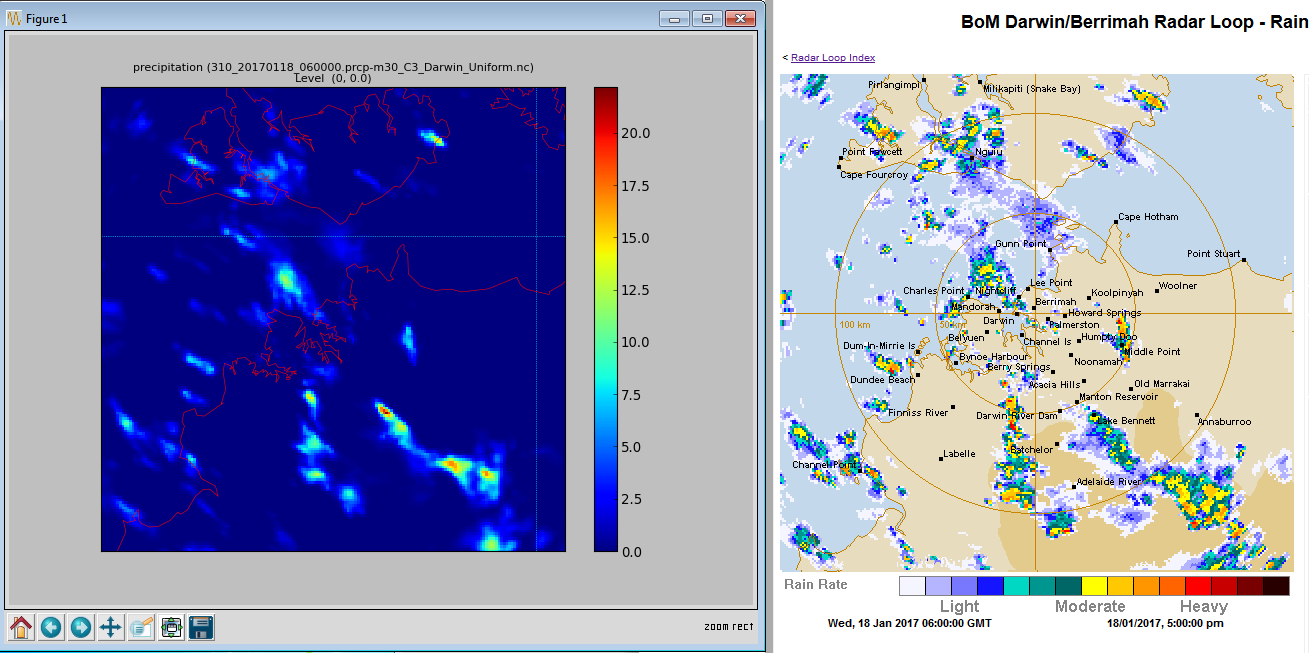 Figure 1
precipitation (310_20170118_060000.prcp-m30_C3_Darwin_Uniform.nc)
Level (0, 0.0)
20.0
17.5
15.0
12.5
10.0
7.5
5.0
2.5
0.0
zoom rect
BoM Darwin/Berrimah Radar Loop - Rain
< Radar Loop Index
Pirlangimpi
Milikapiti (Snake Bay)
Point Fawcett
Nguiu
Cape Fourcroy
Cape Hotham
Gunn Point
Point Stuart
Lee Point
Woolner
Charles Point
Nightcliff
Koolpinyah
Berrimah
Mandorah
Howard Springs
Darwin
Palmerston
100 km
50 km
Belyuen
Channel Is
Humpty Doo
Dum-In-Mirrie Is
Middle Point
Bynoe Harbour
Noonamah
Berry Springs
Dundee Beach
Acacia Hills
Old Marrakai
Manton Reservoir
Finniss River
Darwin River Dam
Lake Bennett
Annaburroo
Batchelor
Labelle
Channel Point
Adelaide River
Rain Rate
Light
Moderate
Heavy
Wed, 18 Jan 2017 06:00:00 GMT
18/01/2017, 5:00:00 pm